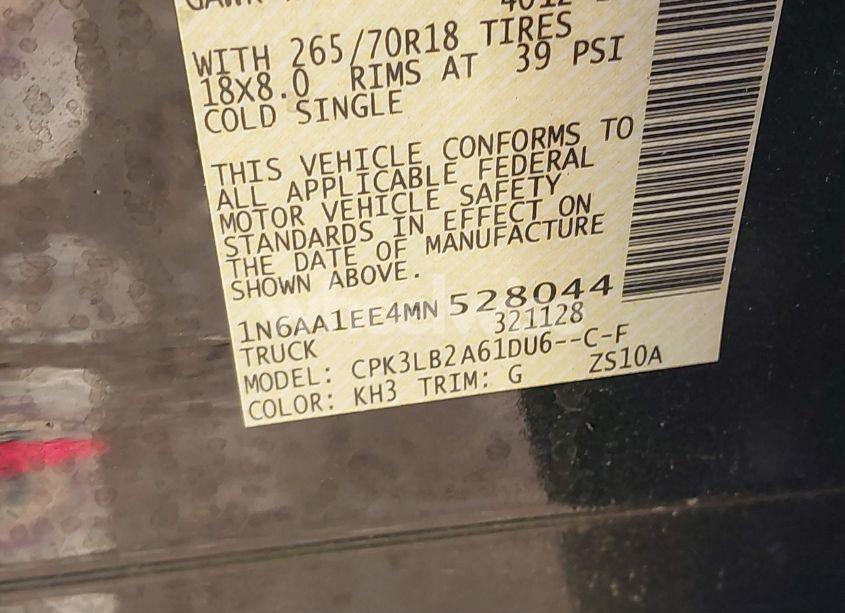 WITH 265/70R18 TIRES
18X8.0 RIMS AT 39 PSI
COLD SINGLE
THIS VEHICLE CONFORMS TO
ALL APPLICABLE FEDERAL
MOTOR VEHICLE SAFETY
STANDARDS IN EFFECT ON
THE DATE OF MANUFACTURE
SHOWN ABOVE.
1N6AA1EE4MN 528044
321128
TRUCK
MODEL: CPK3LB2A61DU6--C-F
COLOR: KH3 TRIM: G ZS10A